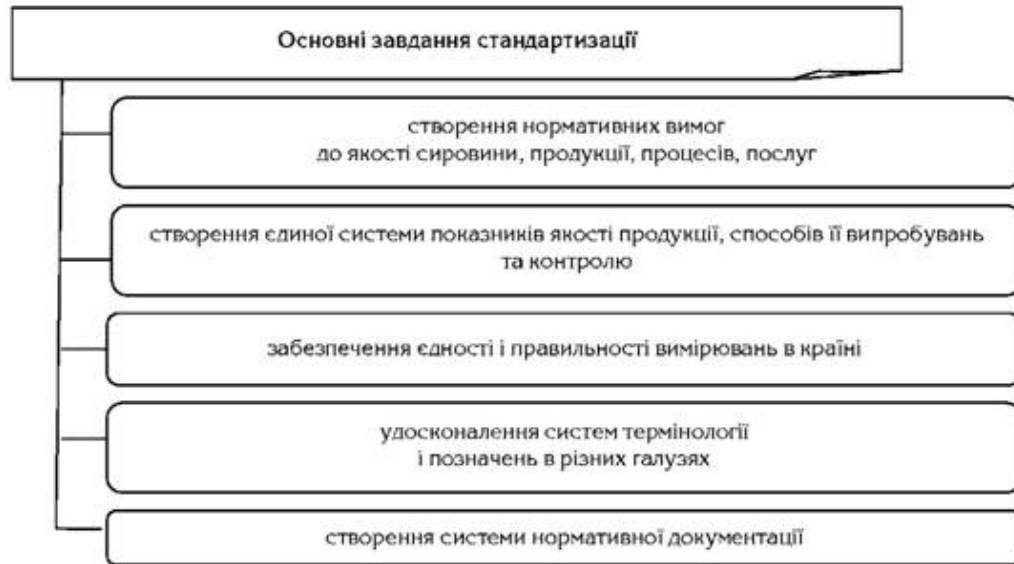 Основні завдання стандартизації
створення нормативних вимог
до якості сировини, продукції, процесів, послуг
створення єдиної системи показників якості продукції, способів її випробувань
та контролю
забезпечення єдності і правильності вимірювань в країні
удосконалення систем термінології
і позначень в різних галузях
створення системи нормативної документації